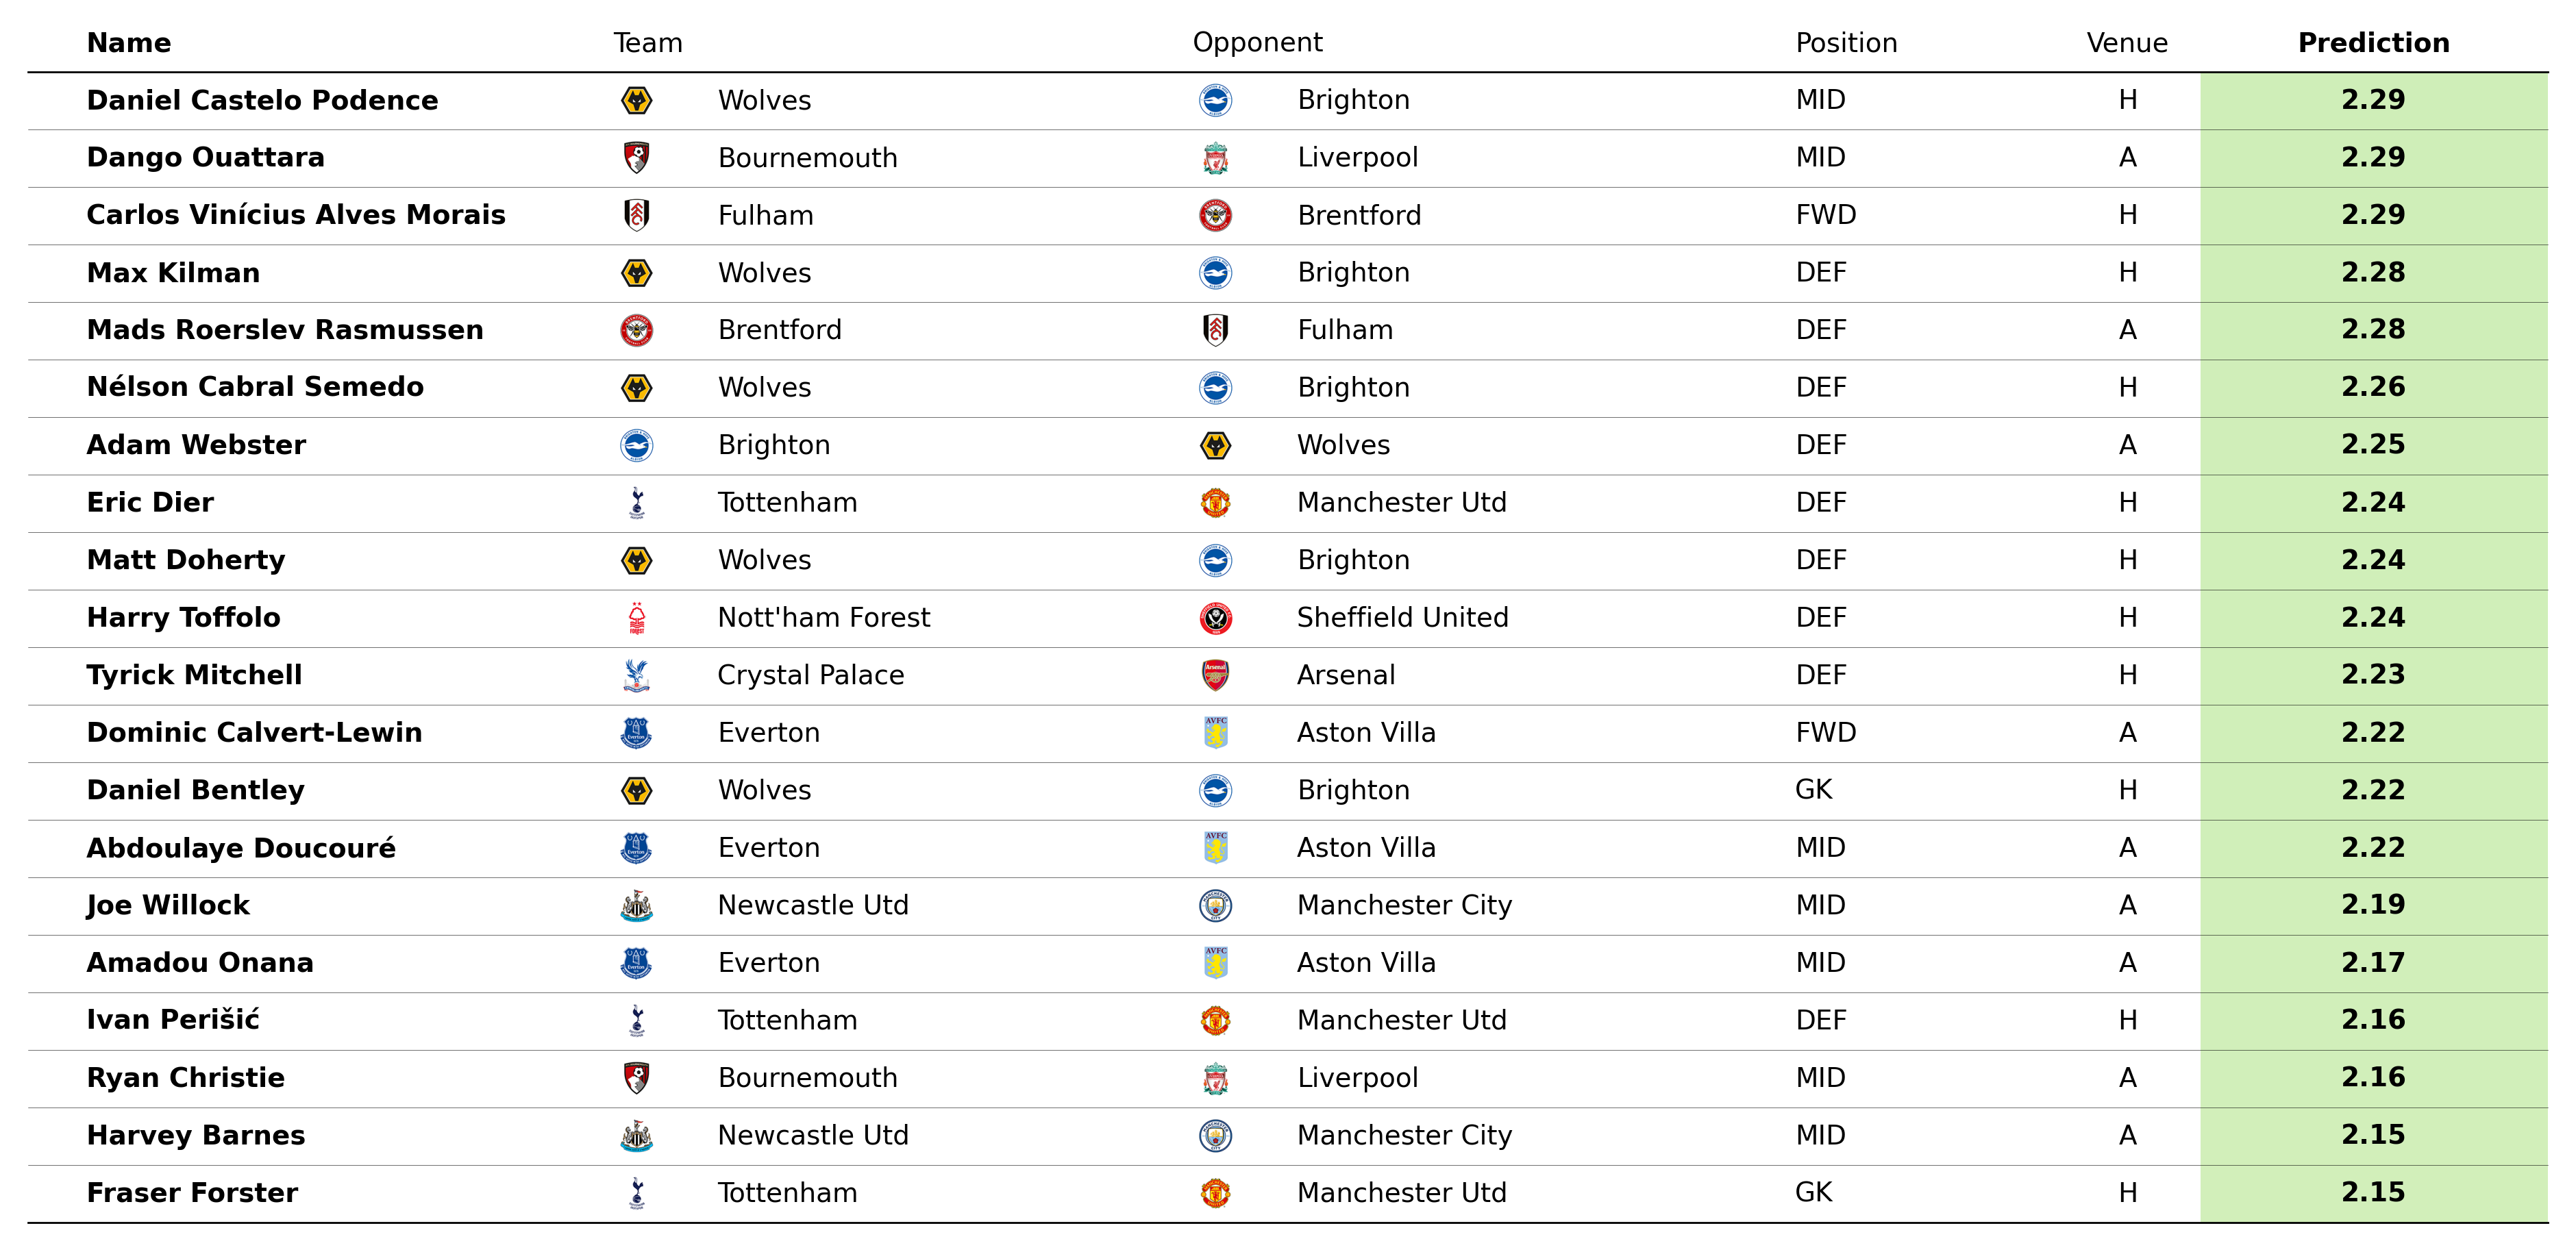 Name Team Opponent Position Venue Prediction
Daniel Castelo Podence Wolves Brighton MID H 2.29
Dango Ouattara Bournemouth Liverpool MID A 2.29
Carlos Vinícius Alves Morais Fulham Brentford FWD H 2.29
Max Kilman Wolves Brighton DEF H 2.28
Mads Roerslev Rasmussen Brentford Fulham DEF A 2.28
Nélson Cabral Semedo Wolves Brighton DEF H 2.26
Adam Webster Brighton Wolves DEF A 2.25
Eric Dier Tottenham Manchester Utd DEF H 2.24
Matt Doherty Wolves Brighton DEF H 2.24
Harry Toffolo Nott'ham Forest Sheffield United DEF H 2.24
Tyrick Mitchell Crystal Palace Arsenal DEF H 2.23
Dominic Calvert-Lewin Everton Aston Villa FWD A 2.22
Daniel Bentley Wolves Brighton GK H 2.22
Abdoulaye Doucouré Everton Aston Villa MID A 2.22
Joe Willock Newcastle Utd Manchester City MID A 2.19
Amadou Onana Everton Aston Villa MID A 2.17
Ivan Perišić Tottenham Manchester Utd DEF H 2.16
Ryan Christie Bournemouth Liverpool MID A 2.16
Harvey Barnes Newcastle Utd Manchester City MID A 2.15
Fraser Forster Tottenham Manchester Utd GK H 2.15